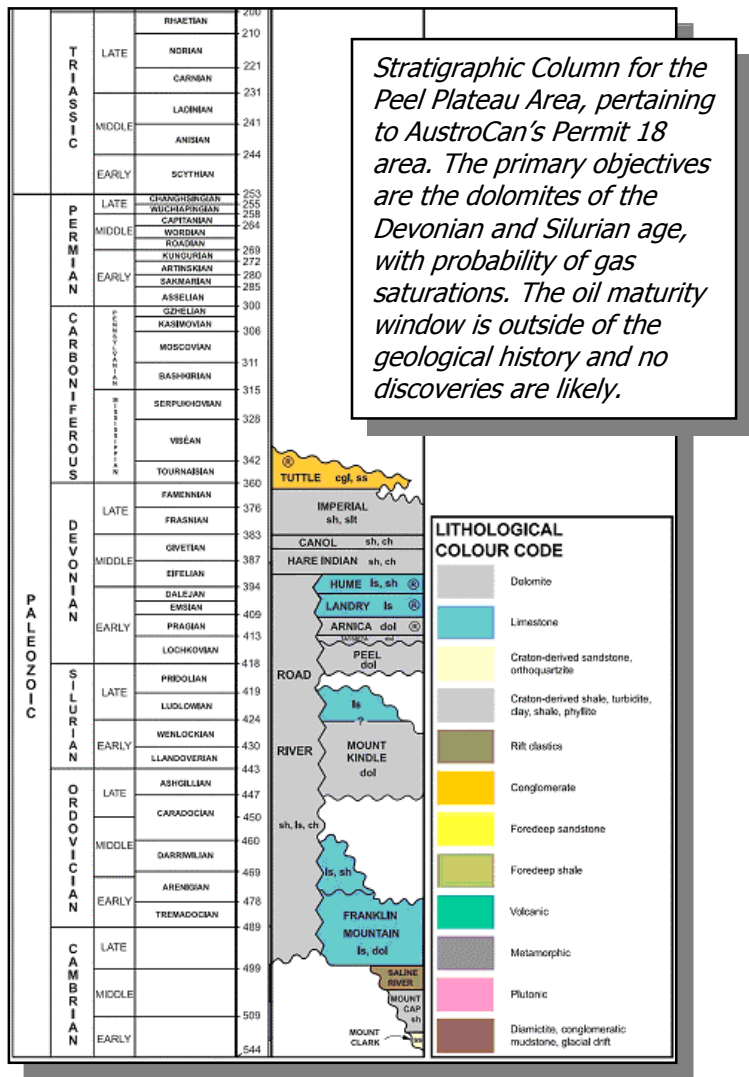 200
RHAETIAN
210
TRIASSIC
LATE
NORIAN
221
CARNIAN
231
MIDDLE
LADINIAN
241
ANISIAN
244
EARLY
SCYTHIAN
253
Stratigraphic Column for the
Peel Plateau Area, pertaining
to AustroCan's Permit 18
area. The primary objectives
are the dolomites of the
Devonian and Silurian age,
with probability of gas
saturations. The oil maturity
window is outside of the
geological history and no
discoveries are likely.
PALEOZOIC
PERMIAN
LATE
CHANGHSINGIAN
255
WUCHIAPINGIAN
258
MIDDLE
CAPITANIAN
264
WORDIAN
ROADIAN
269
EARLY
KUNGURIAN
272
ARTINSKIAN
280
SAKMARIAN
285
ASSELIAN
300
CARBONIFEROUS
PENNSYLVANIAN
GZHELIAN
KASIMOVIAN
306
MOSCOVIAN
311
BASHKIRIAN
315
MISSISSIPPIAN
SERPUKHOVIAN
328
VISÉAN
342
TOURNAISIAN
360
DEVONIAN
LATE
FAMENNIAN
376
FRASNIAN
383
MIDDLE
GIVETIAN
387
EIFELIAN
394
EARLY
DALEJAN
EMSIAN
409
PRAGIAN
413
LOCHKOVIAN
418
SILURIAN
LATE
PRIDOLIAN
419
LUDLOWIAN
424
EARLY
WENLOCKIAN
430
LLANDOVERIAN
443
ORDOVICIAN
LATE
ASHGILLIAN
447
CARADOCIAN
450
MIDDLE
460
DARRIWILIAN
469
EARLY
ARENIGIAN
478
TREMADOCIAN
489
CAMBRIAN
LATE
499
MIDDLE
509
EARLY
544
®
TUTTLE cgl, ss
IMPERIAL
sh, slt
CANOL sh, ch
HARE INDIAN sh, ch
HUME ls, sh ®
LANDRY ls ®
ARNICA dol ®
dol
PEEL
dol
ROAD
RIVER
sh, ls, ch
ls
?
MOUNT
KINDLE
dol
ls, sh
FRANKLIN
MOUNTAIN
ls, dol
SALINE
RIVER
MOUNT
CAP
sh
MOUNT
CLARK
ss
LITHOLOGICAL
COLOUR CODE
Dolomite
Limestone
Craton-derived sandstone,
orthoquartzite
Craton-derived shale, turbidite,
clay, shale, phyllite
Rift clastics
Conglomerate
Foredeep sandstone
Foredeep shale
Volcanic
Metamorphic
Plutonic
Diamictite, conglomeratic
mudstone, glacial drift